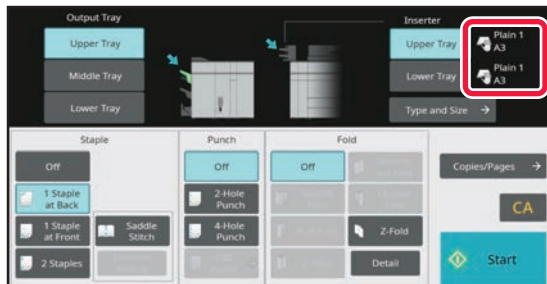 Output Tray
Inserter
Upper Tray
Upper Tray
Plain 1
A3
Middle Tray
Lower Tray
Plain 1
A3
Lower Tray
Type and Size
Staple
Punch
Fold
Off
Off
Off
Copies/Pages
1 Staple
at Back
2-Hole
Punch
CA
1 Staple
at Front
Saddle
Stitch
4-Hole
Punch
Z-Fold
2 Staples
Detail
Start